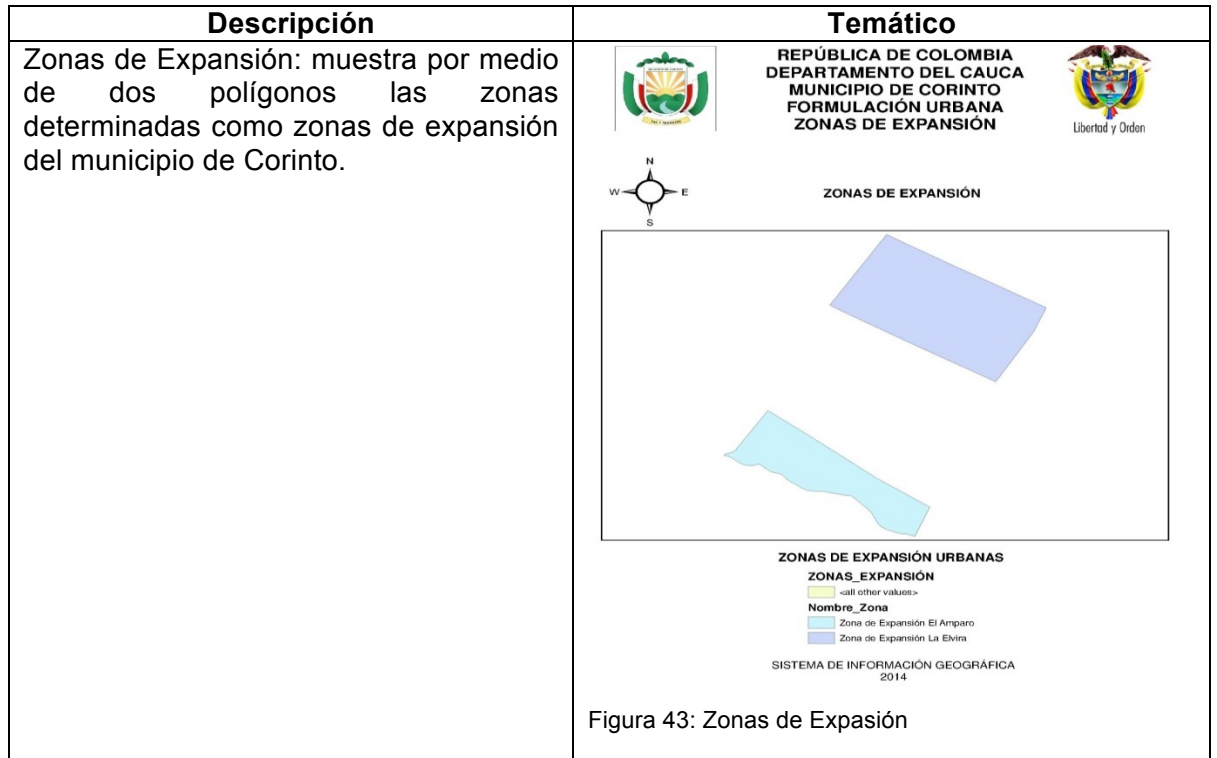 Descripción
Temático
Zonas de Expansión: muestra por medio
de dos polígonos las zonas
determinadas como zonas de expansión
del municipio de Corinto.
REPÚBLICA DE COLOMBIA
DEPARTAMENTO DEL CAUCA
MUNICIPIO DE CORINTO
FORMULACIÓN URBANA
ZONAS DE EXPANSIÓN
Libertad y Orden
N
W E
S
ZONAS DE EXPANSIÓN
ZONAS DE EXPANSIÓN URBANAS
ZONAS_EXPANSIÓN
<all other values>
Nombre_Zona
Zona de Expansión El Amparo
Zona de Expansión La Elvira
SISTEMA DE INFORMACIÓN GEOGRÁFICA
2014
Figura 43: Zonas de Expasión